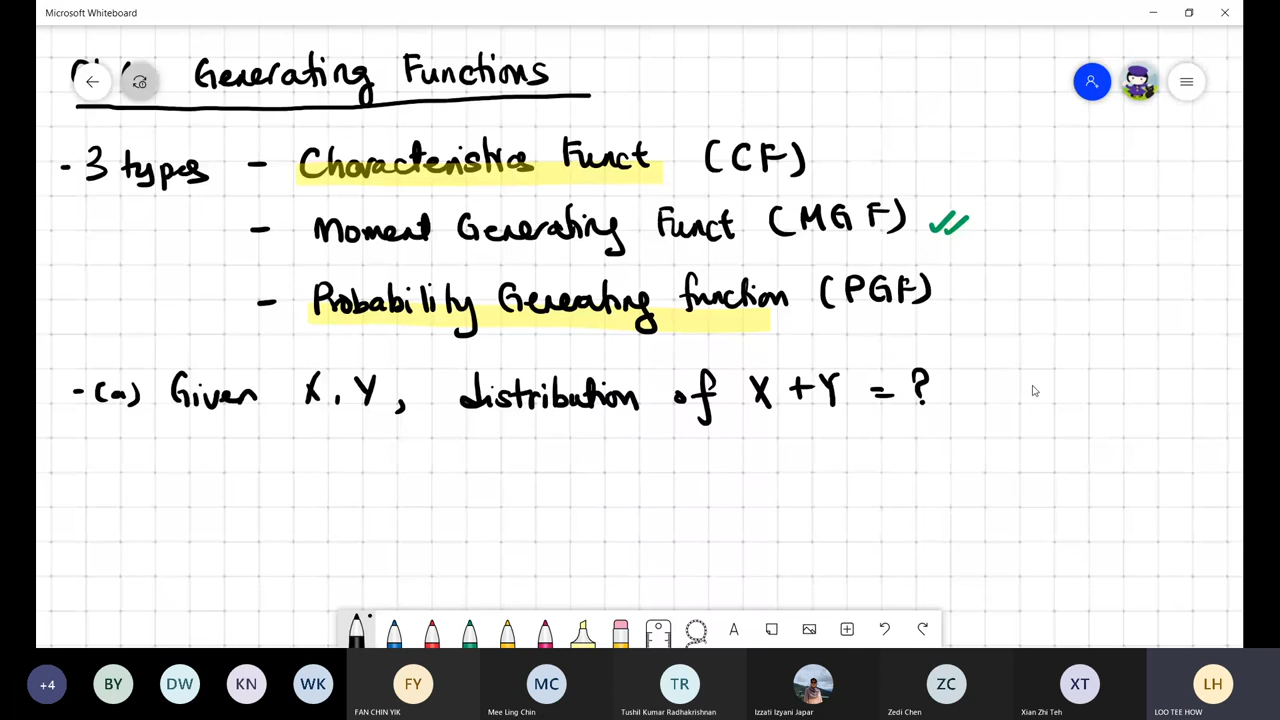 Microsoft Whiteboard
Generating Functions
- 3 types - Characteristics Funct (CF)
- Moment Generating Funct (MGF)
- Probability Generating function (PGF)
- (a) Given X, Y, distribution of X + Y = ?
A
+4 BY DW KN WK FY MC TR ZC XT LH
FAN CHIN YIK Mee Ling Chin Tushil Kumar Radhakrishnan Izzati Izyani Japar Zedi Chen Xian Zhi Teh LOO TEE HOW